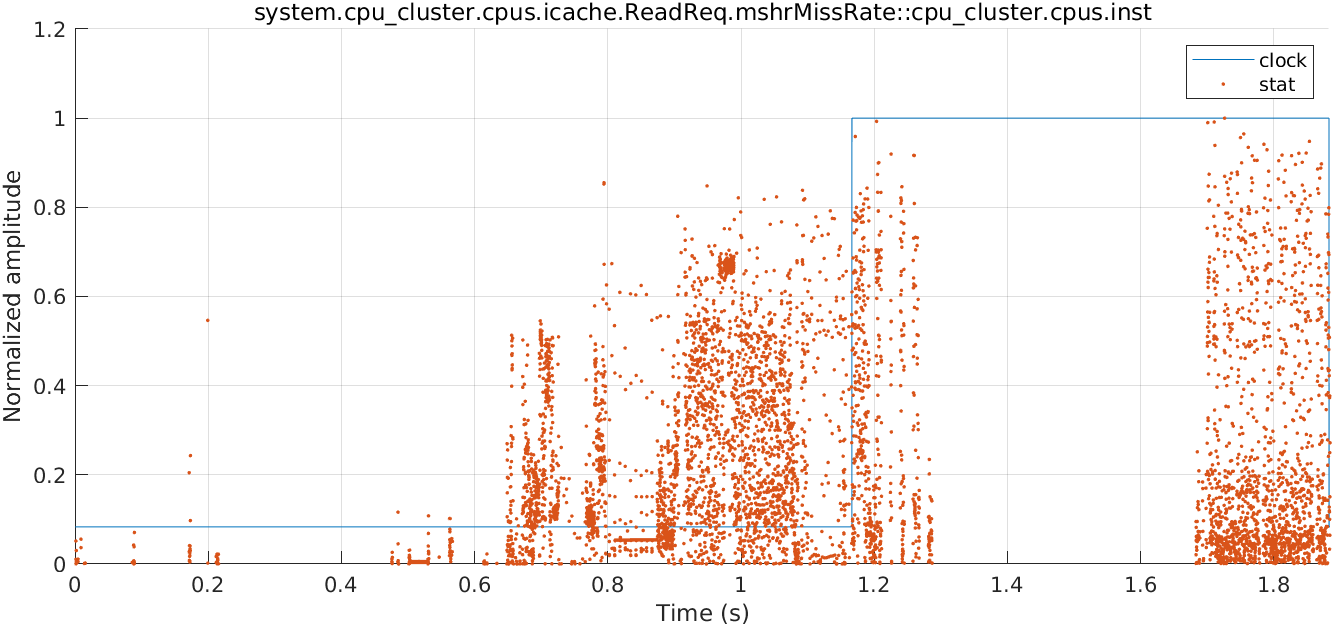 system.cpu_cluster.cpus.icache.ReadReq.mshrMissRate::cpu_cluster.cpus.inst
1.2
1
0.8
0.6
0.4
0.2
0
Normalized amplitude
clock
stat
0 0.2 0.4 0.6 0.8 1 1.2 1.4 1.6 1.8
Time (s)